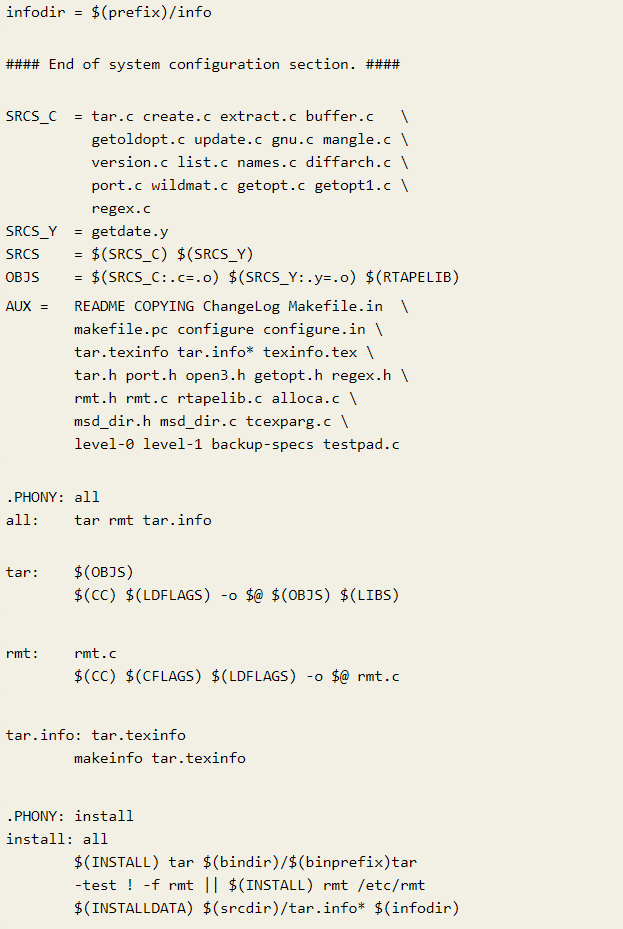 infodir = $(prefix)/info
#### End of system configuration section. ####
SRCS_C  = tar.c create.c extract.c buffer.c   \
          getoldopt.c update.c gnu.c mangle.c \
          version.c list.c names.c diffarch.c \
          port.c wildmat.c getopt.c getopt1.c \
          regex.c
SRCS_Y  = getdate.y
SRCS    = $(SRCS_C) $(SRCS_Y)
OBJS    = $(SRCS_C:.c=.o) $(SRCS_Y:.y=.o) $(RTAPELIB)
AUX =   README COPYING ChangeLog Makefile.in  \
        makefile.pc configure configure.in \
        tar.texinfo tar.info* texinfo.tex \
        tar.h port.h open3.h getopt.h regex.h \
        rmt.h rmt.c rtapelib.c alloca.c \
        msd_dir.h msd_dir.c tcexparg.c \
        level-0 level-1 backup-specs testpad.c
.PHONY: all
all:    tar rmt tar.info
tar:    $(OBJS)
        $(CC) $(LDFLAGS) -o $@ $(OBJS) $(LIBS)
rmt:    rmt.c
        $(CC) $(CFLAGS) $(LDFLAGS) -o $@ rmt.c
tar.info: tar.texinfo
        makeinfo tar.texinfo
.PHONY: install
install: all
        $(INSTALL) tar $(bindir)/$(binprefix)tar
        -test ! -f rmt || $(INSTALL) rmt /etc/rmt
        $(INSTALLDATA) $(srcdir)/tar.info* $(infodir)